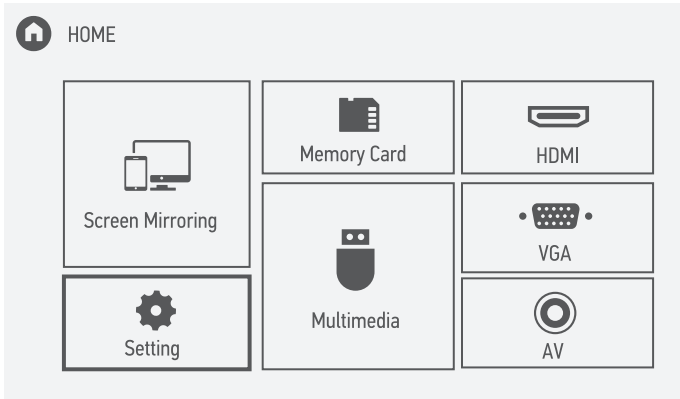 HOME
Screen Mirroring
Memory Card
HDMI
VGA
Setting
Multimedia
AV